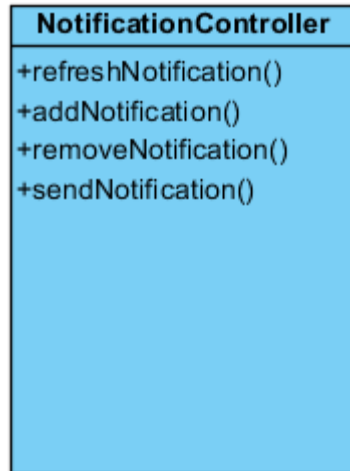 NotificationController
+refreshNotification()
+addNotification()
+removeNotification()
+sendNotification()